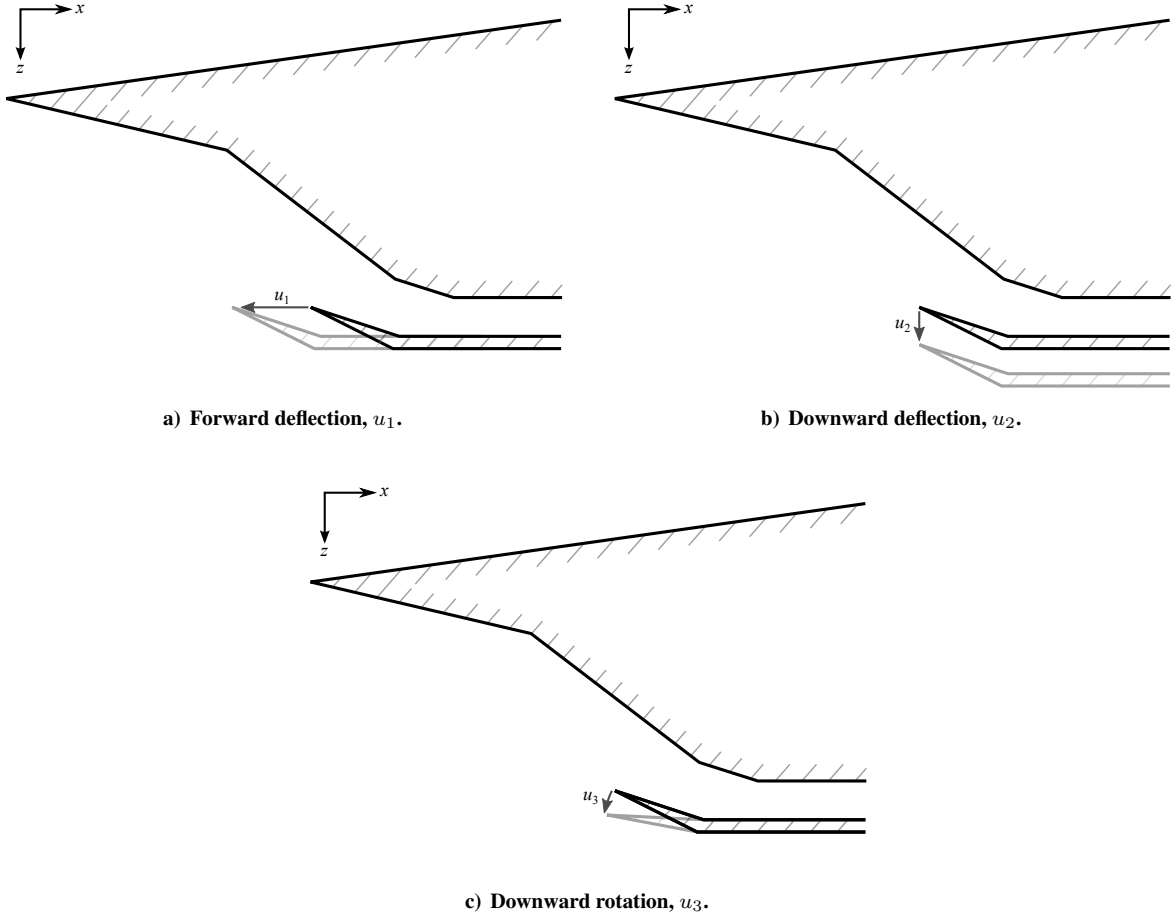 x
z
u1
a) Forward deflection, u1.
x
z
u2
b) Downward deflection, u2.
x
z
u3
c) Downward rotation, u3.